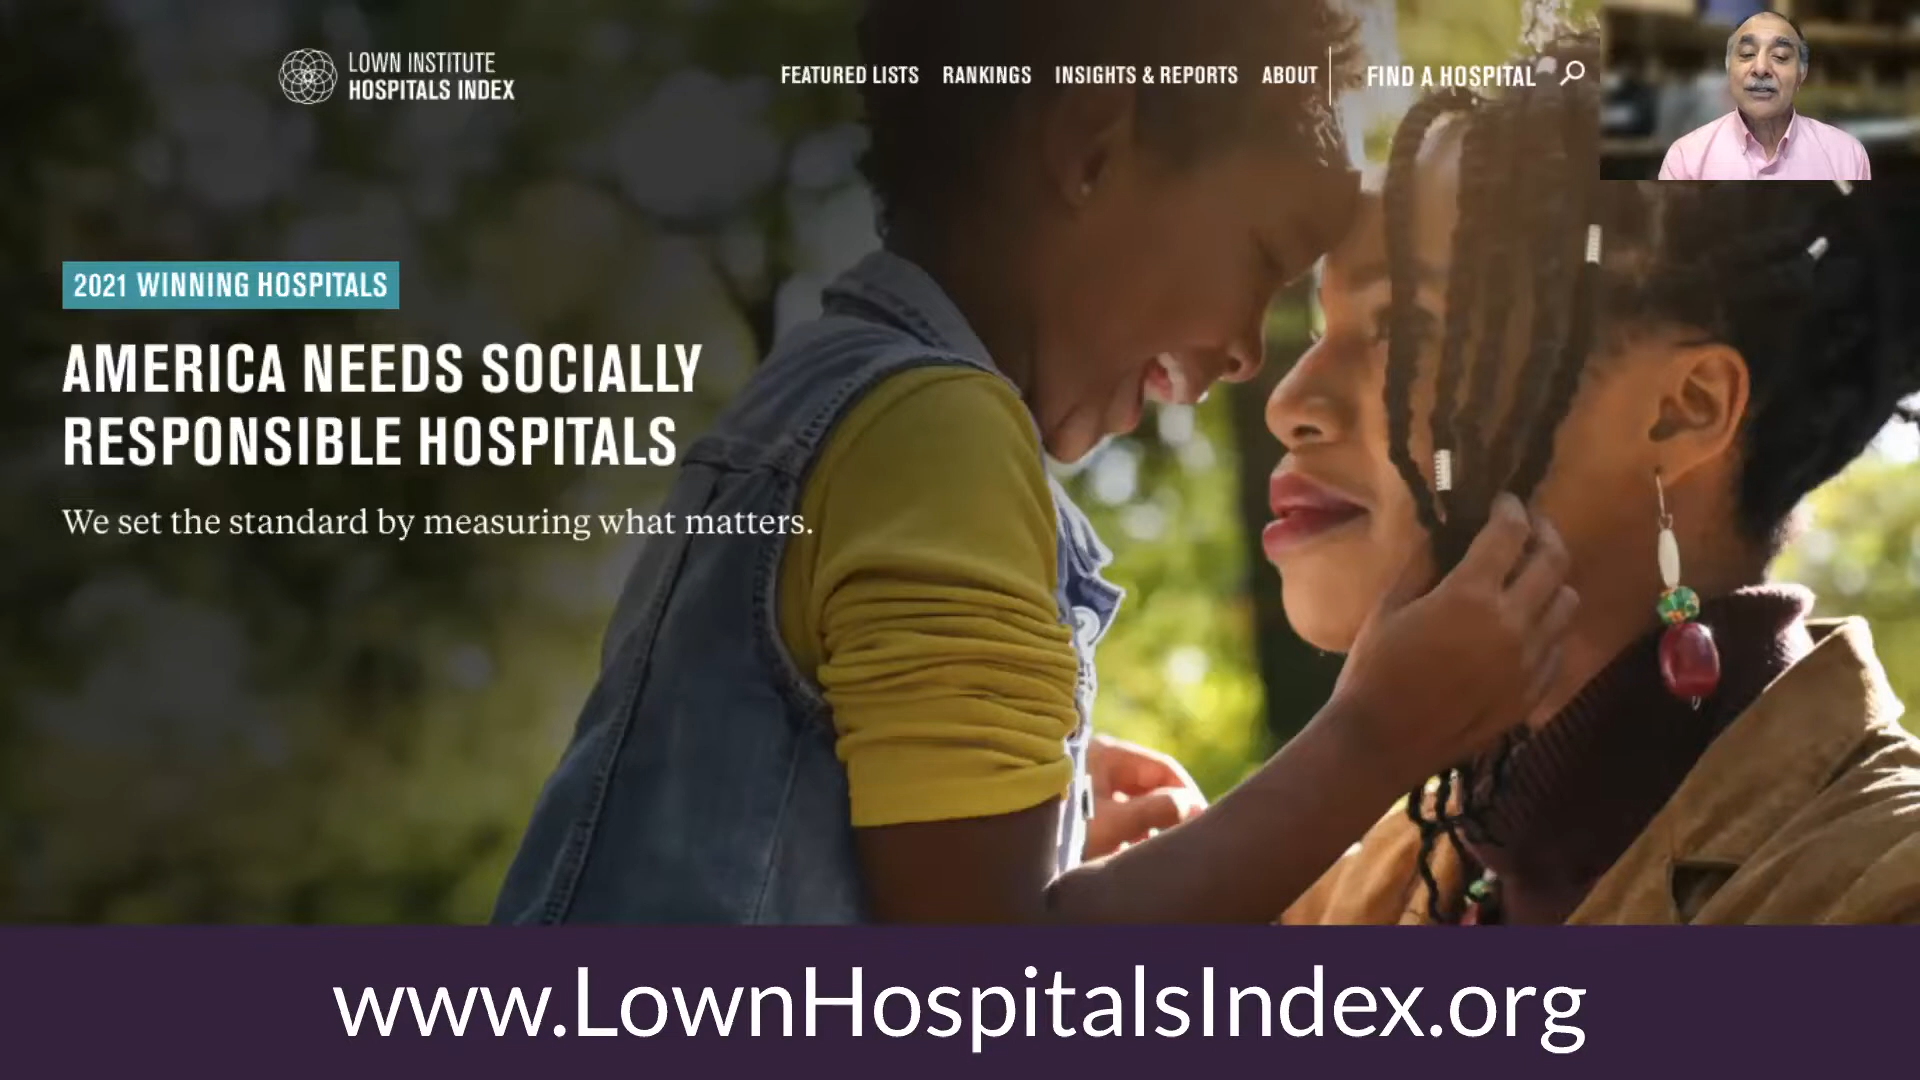 LOWN INSTITUTE
HOSPITALS INDEX
FEATURED LISTS RANKINGS INSIGHTS & REPORTS ABOUT FIND A HOSPITAL
2021 WINNING HOSPITALS
AMERICA NEEDS SOCIALLY
RESPONSIBLE HOSPITALS
We set the standard by measuring what matters.
www.LownHospitalsIndex.org